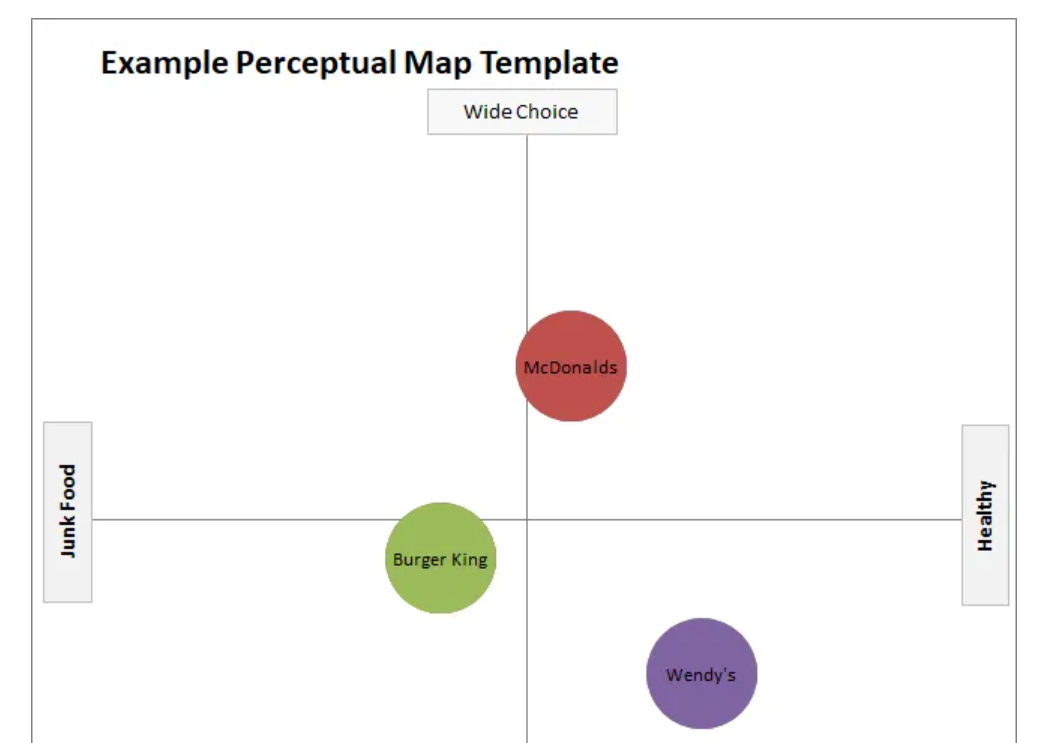 Example Perceptual Map Template
Wide Choice
McDonalds
Junk Food
Healthy
Burger King
Wendy's